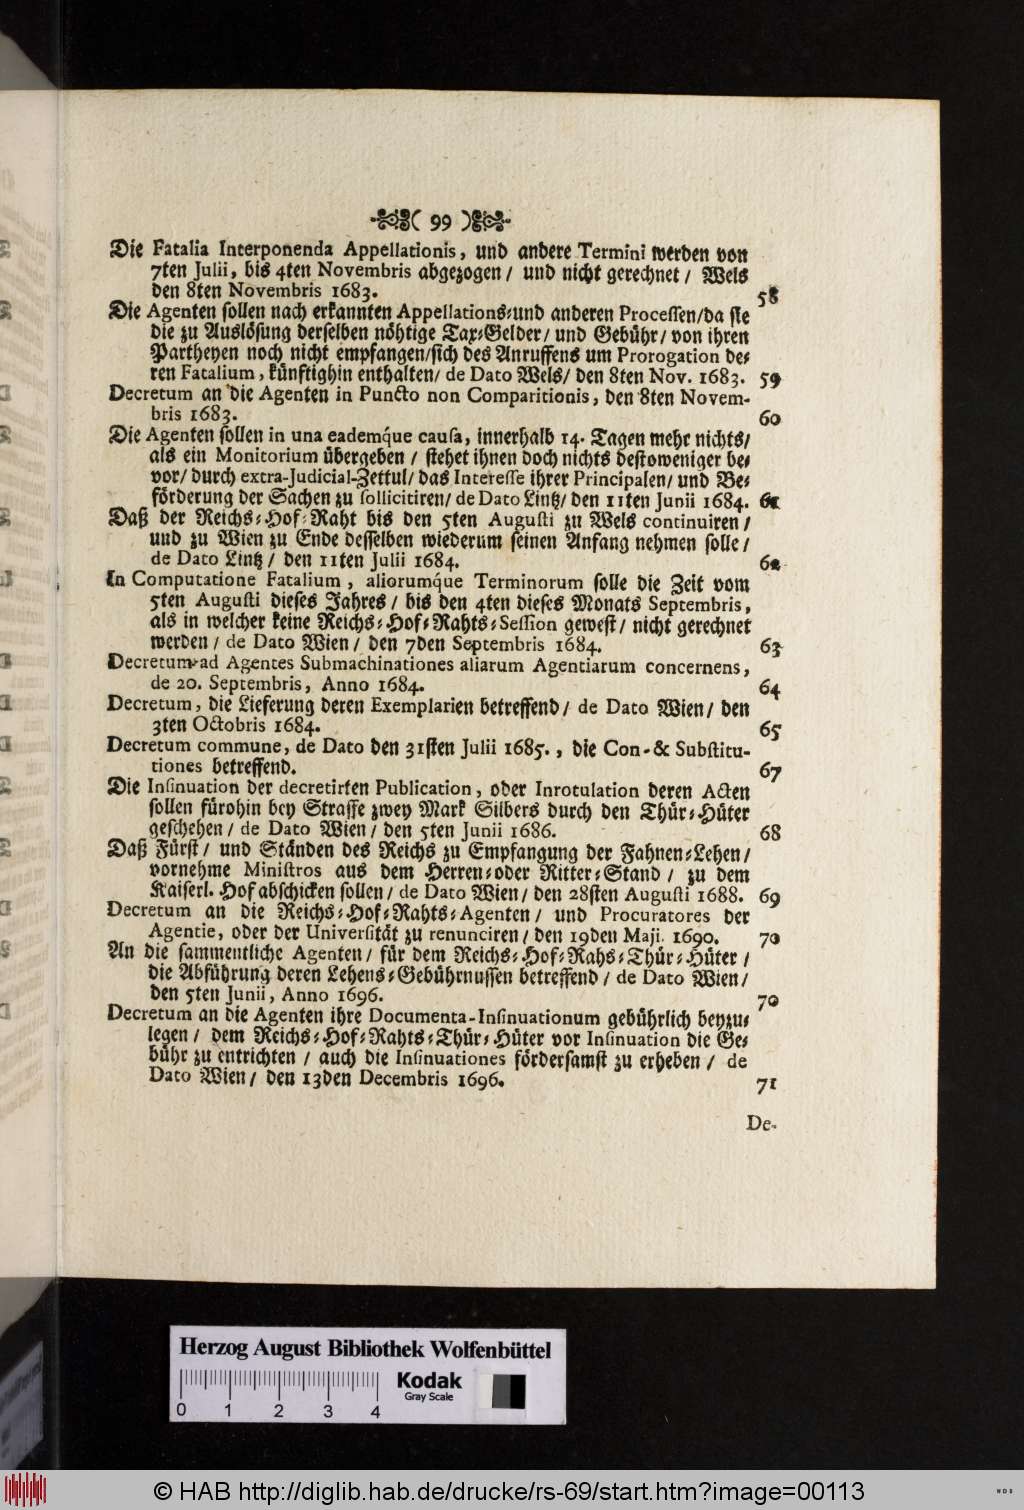 ( 99 )
Die Fatalia Interponenda Appellationis, und andere Termini werden von
7ten Julii, bis 4ten Novembris abgezogen / und nicht gerechnet / Wels
den 8ten Novembris 1683. 58
Die Agenten sollen nach erkannten Appellations-und anderen Processen/da sie
die zu Auslösung derselben nöhtige Tax-Gelder/ und Gebühr/ von ihren
Partheyen noch nicht empfangen/sich des Anruffens um Prorogation de-
ren Fatalium, künftighin enthalten/ de Dato Wels/ den 8ten Nov. 1683. 59
Decretum an die Agenten in Puncto non Comparitionis, den 8ten Novem-
bris 1683. 60
Die Agenten sollen in una eademque causa, innerhalb 14. Tagen mehr nichts/
als ein Monitorium übergeben / stehet ihnen doch nichts destoweniger be-
vor/ durch extra-Judicial-Zettul/ das Interesse ihrer Principalen/ und Be-
förderung der Sachen zu sollicitiren/ de Dato Lintz/ den 11ten Junii 1684.
Daß der Reichs-Hof-Raht bis den 5ten Augusti zu Wels continuiren /
und zu Wien zu Ende desselben wiederum seinen Anfang nehmen solle /
de Dato Lintz / den 11ten Julii 1684.
In Computatione Fatalium, aliorumque Terminorum solle die Zeit vom
5ten Augusti dieses Jahres / bis den 4ten dieses Monats Septembris,
als in welcher keine Reichs-Hof-Rahts-Session gewest / nicht gerechnet
werden / de Dato Wien / den 7den Septembris 1684. 63
Decretum ad Agentes Submachinationes aliarum Agentiarum concernens,
de 20. Septembris, Anno 1684. 64
Decretum, die Lieferung deren Exemplarien betreffend / de Dato Wien / den
3ten Octobris 1684. 65
Decretum commune, de Dato den 31sten Julii 1685., die Con-& Substitu-
tiones betreffend. 67
Die Insinuation der decretirten Publication, oder Inrotulation deren Acten
sollen fürohin bey Straffe zwey Mark Silbers durch den Thür-Hüter
geschehen / de Dato Wien / den 5ten Junii 1686. 68
Daß Fürst / und Ständen des Reichs zu Empfangung der Fahnen-Lehen /
vornehme Ministros aus dem Herren-oder Ritter-Stand / zu dem
Kaiserl. Hof abschicken sollen / de Dato Wien / den 28sten Augusti 1688. 69
Decretum an die Reichs-Hof-Rahts-Agenten / und Procuratores der
Agentie, oder der Universität zu renunciren / den 19den Maji. 1690. 70
An die sammentliche Agenten / für dem Reichs-Hof-Rahs-Thür-Hüter /
die Abführung deren Lehens-Gebührnussen betreffend / de Dato Wien /
den 5ten Junii, Anno 1696. 70
Decretum an die Agenten ihre Documenta-Insinuationum gebührlich beyzu-
legen / dem Reichs-Hof-Rahts-Thür-Hüter vor Insinuation die Ge-
bühr zu entrichten / auch die Insinuationes fördersamst zu erheben / de
Dato Wien / den 13den Decembris 1696. 71
De-
Herzog August Bibliothek Wolfenbüttel
Kodak
Gray Scale
0 1 2 3 4
© HAB http://diglib.hab.de/drucke/rs-69/start.htm?image=00113